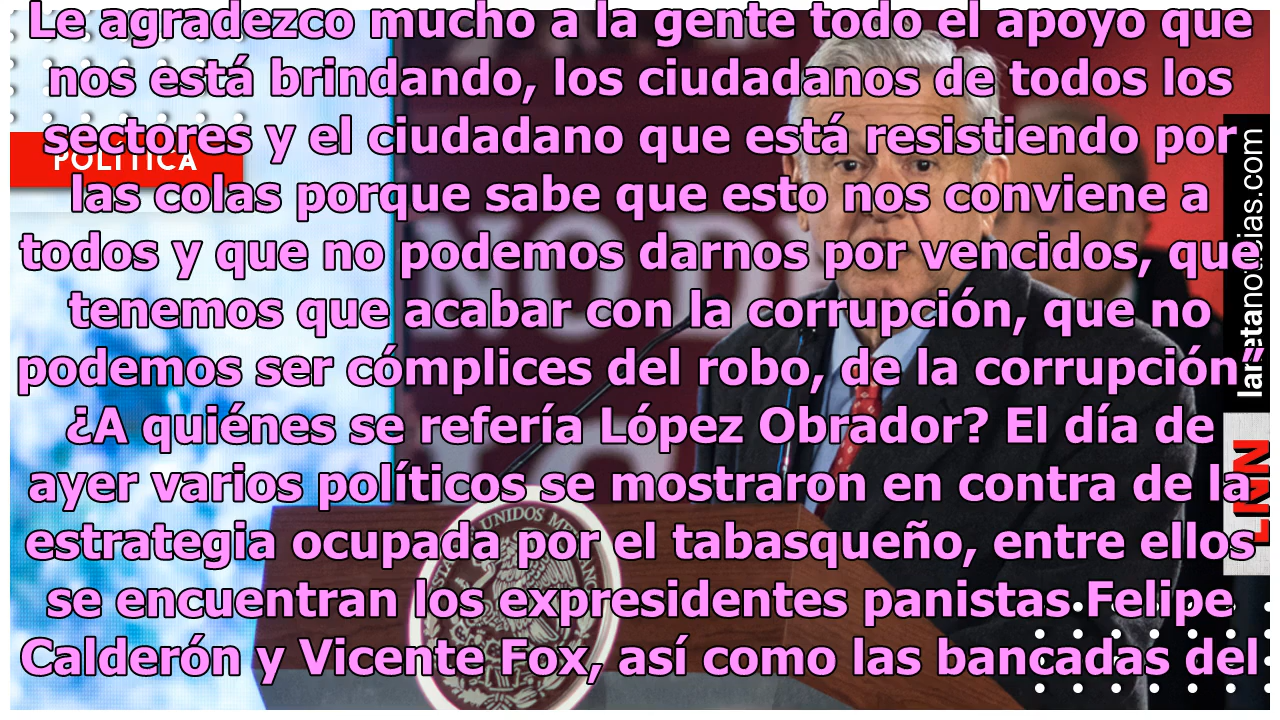 Le agradezco mucho a la gente todo el apoyo que
nos está brindando, los ciudadanos de todos los
sectores y el ciudadano que está resistiendo por
las colas porque sabe que esto nos conviene a
todos y que no podemos darnos por vencidos, que
tenemos que acabar con la corrupción, que no
podemos ser cómplices del robo, de la corrupción”
¿A quiénes se refería López Obrador? El día de
ayer varios políticos se mostraron en contra de la
estrategia ocupada por el tabasqueño, entre ellos
se encuentran los expresidentes panistas Felipe
Calderón y Vicente Fox, así como las bancadas del
POLÍTICA
NO
UNIDOS
laretanoticias.com
LNN